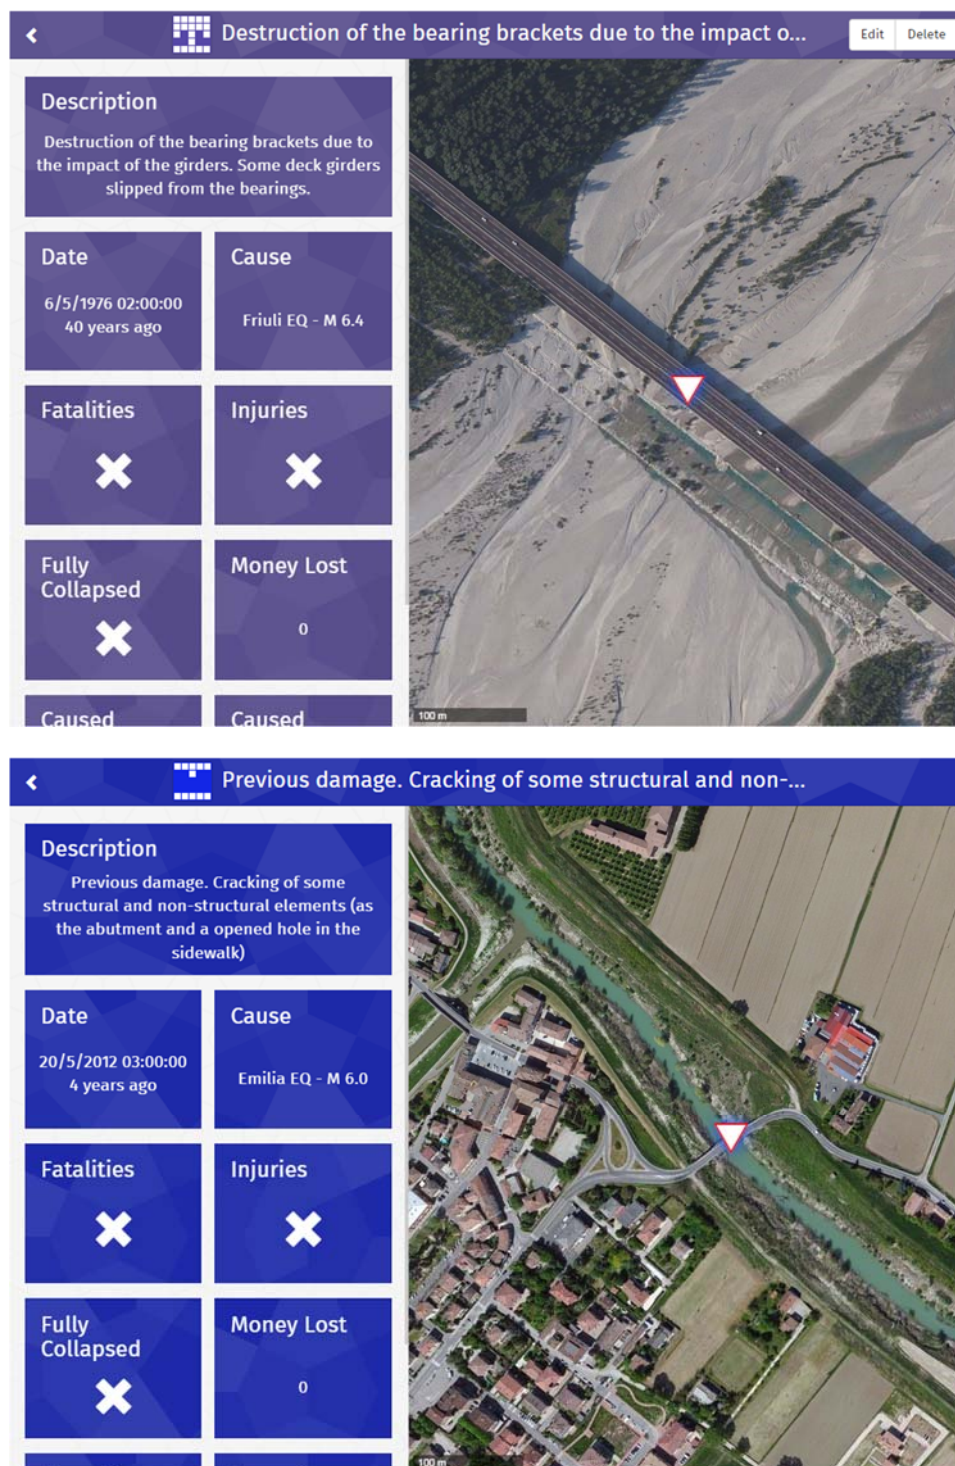 Destruction of the bearing brackets due to the impact o...
Edit
Delete
Description
Destruction of the bearing brackets due to
the impact of the girders. Some deck girders
slipped from the bearings.
Date
Cause
6/5/1976 02:00:00
40 years ago
Friuli EQ - M 6.4
Fatalities
Injuries
Fully
Collapsed
Money Lost
0
Caused
Caused
100 m
Previous damage. Cracking of some structural and non-...
Description
Previous damage. Cracking of some
structural and non-structural elements (as
the abutment and a opened hole in the
sidewalk)
Date
Cause
20/5/2012 03:00:00
4 years ago
Emilia EQ - M 6.0
Fatalities
Injuries
Fully
Collapsed
Money Lost
0
100 m